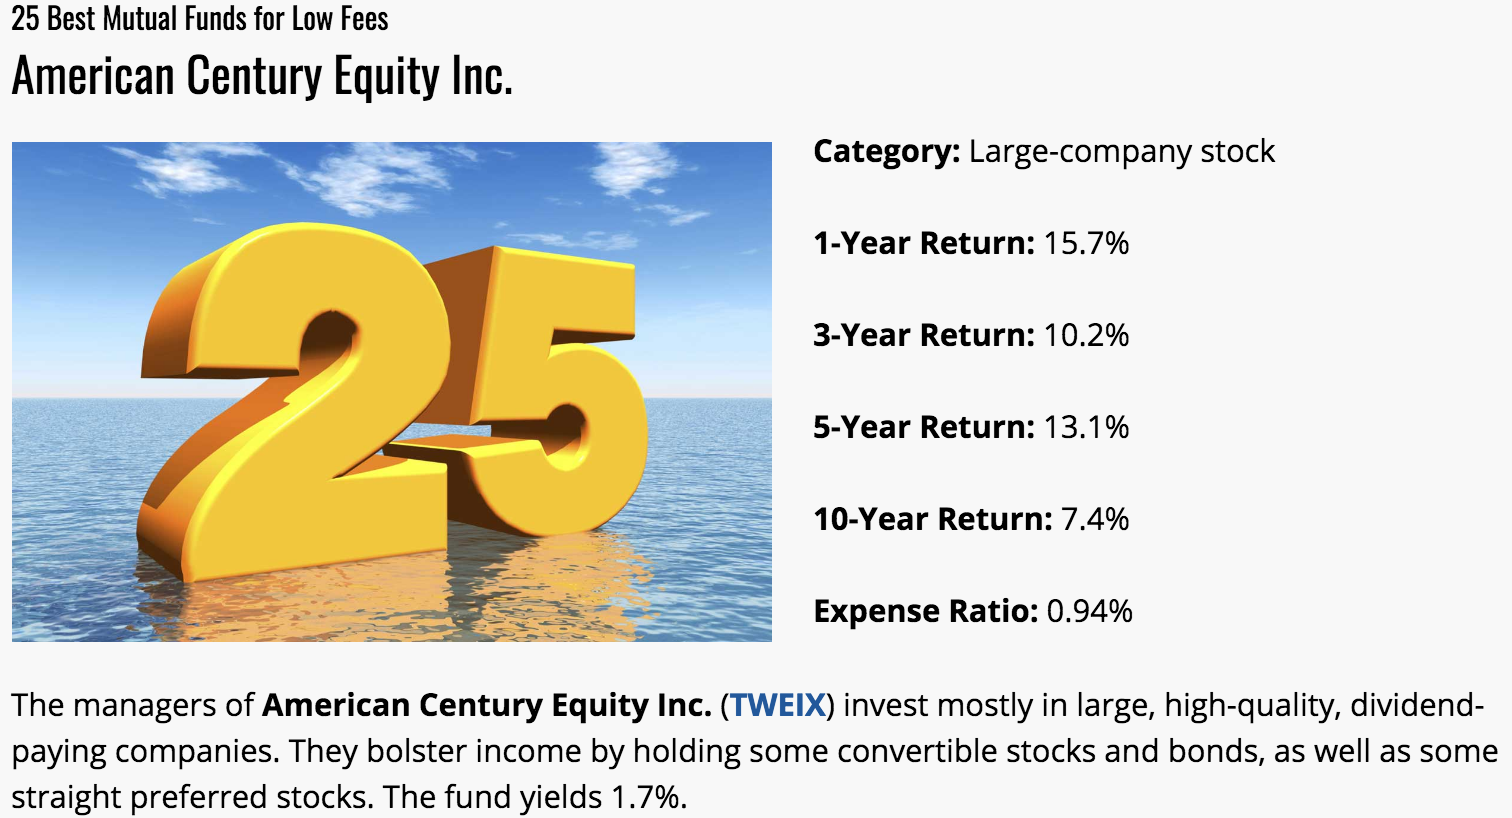 25 Best Mutual Funds for Low Fees
American Century Equity Inc.
25
Category: Large-company stock
1-Year Return: 15.7%
3-Year Return: 10.2%
5-Year Return: 13.1%
10-Year Return: 7.4%
Expense Ratio: 0.94%
The managers of American Century Equity Inc. (TWEIX) invest mostly in large, high-quality, dividend-
paying companies. They bolster income by holding some convertible stocks and bonds, as well as some
straight preferred stocks. The fund yields 1.7%.